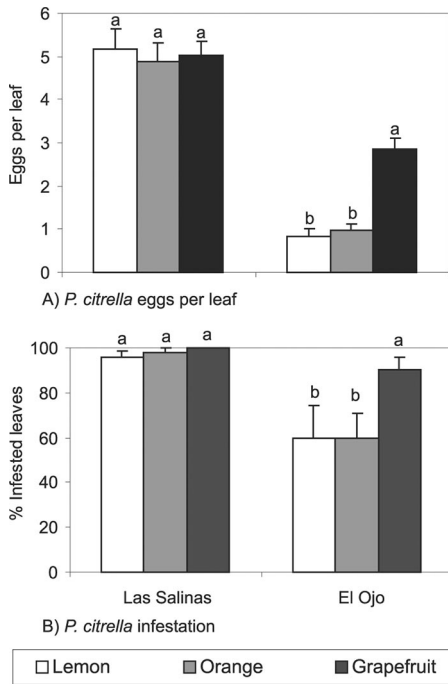 6
5
4
3
2
1
0
Eggs per leaf
a a a
b b a
A) P. citrella eggs per leaf
100
80
60
40
20
0
% Infested leaves
a a a
b b a
Las Salinas El Ojo
B) P. citrella infestation
Lemon Orange Grapefruit